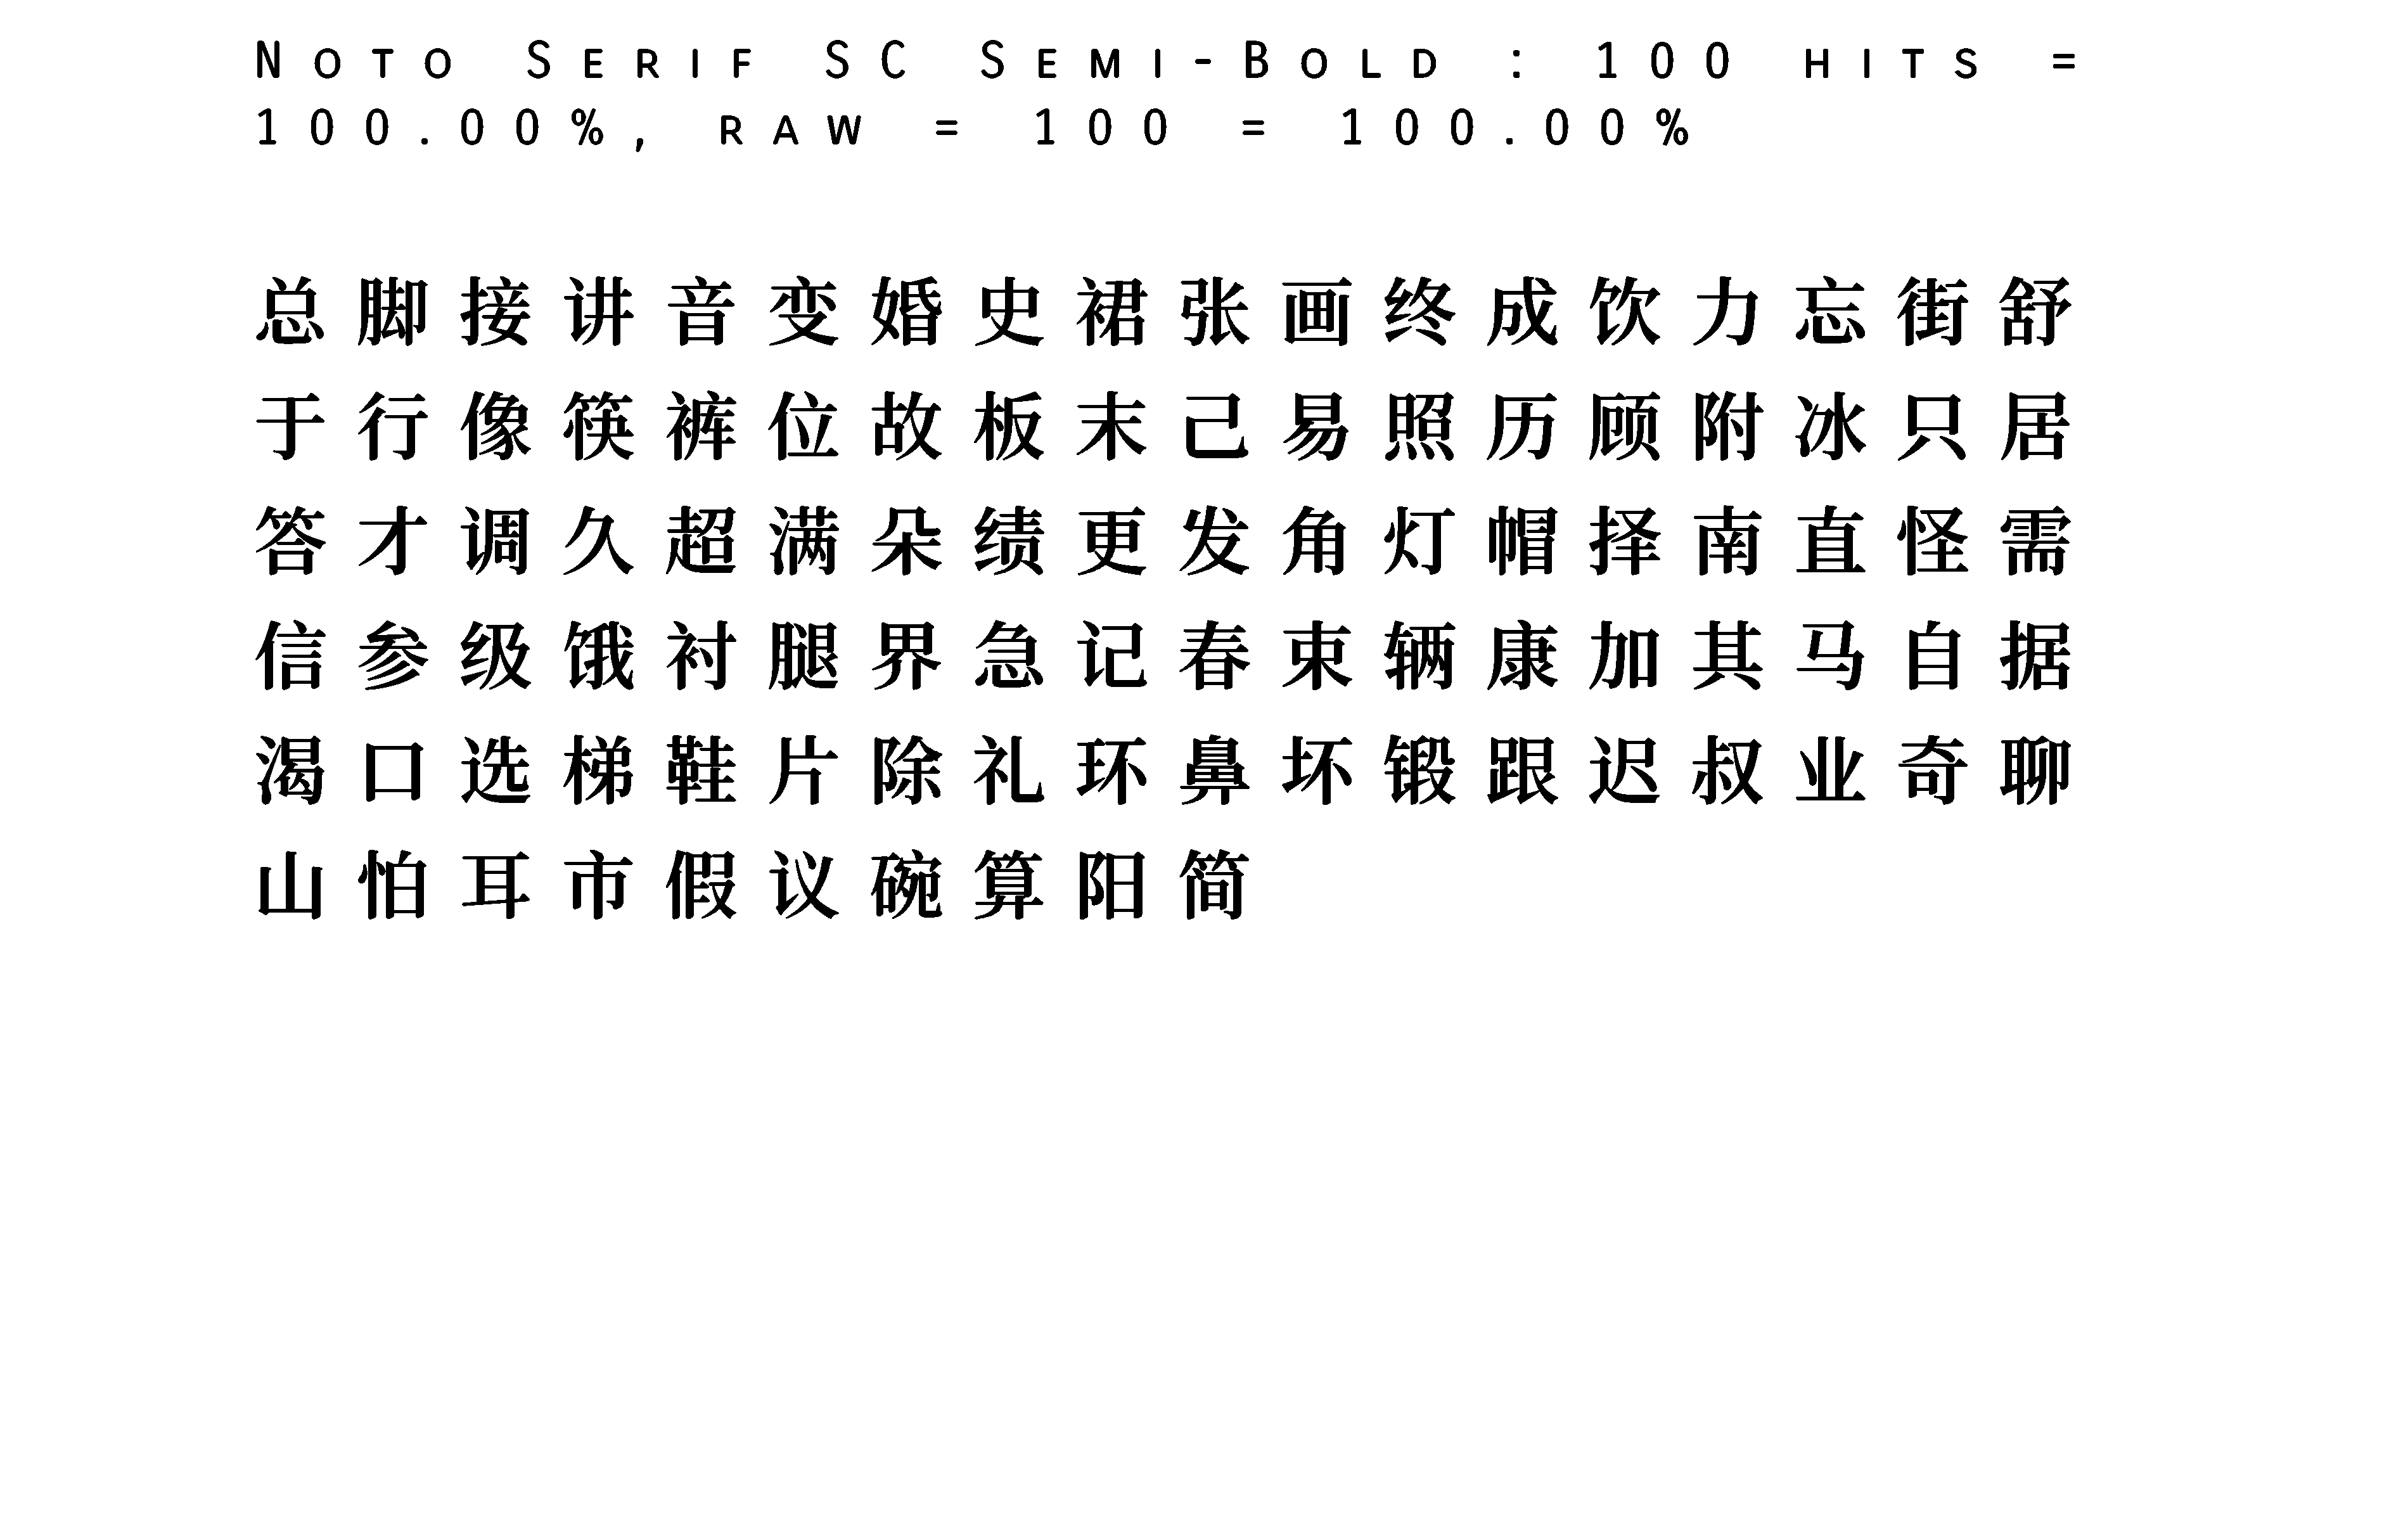 Noto Serif SC Semi-Bold : 100 hits =
100.00%, raw = 100 = 100.00%
总脚接讲音变婚史裙张画终成饮力忘街舒
于行像筷裤位故板末己易照历顾附冰只居
答才调久超满朵绩更发角灯帽择南直怪需
信参级饿衬腿界急记春束辆康加其马自据
渴口选梯鞋片除礼环鼻坏锻跟迟叔业奇聊
山怕耳市假议碗算阳简